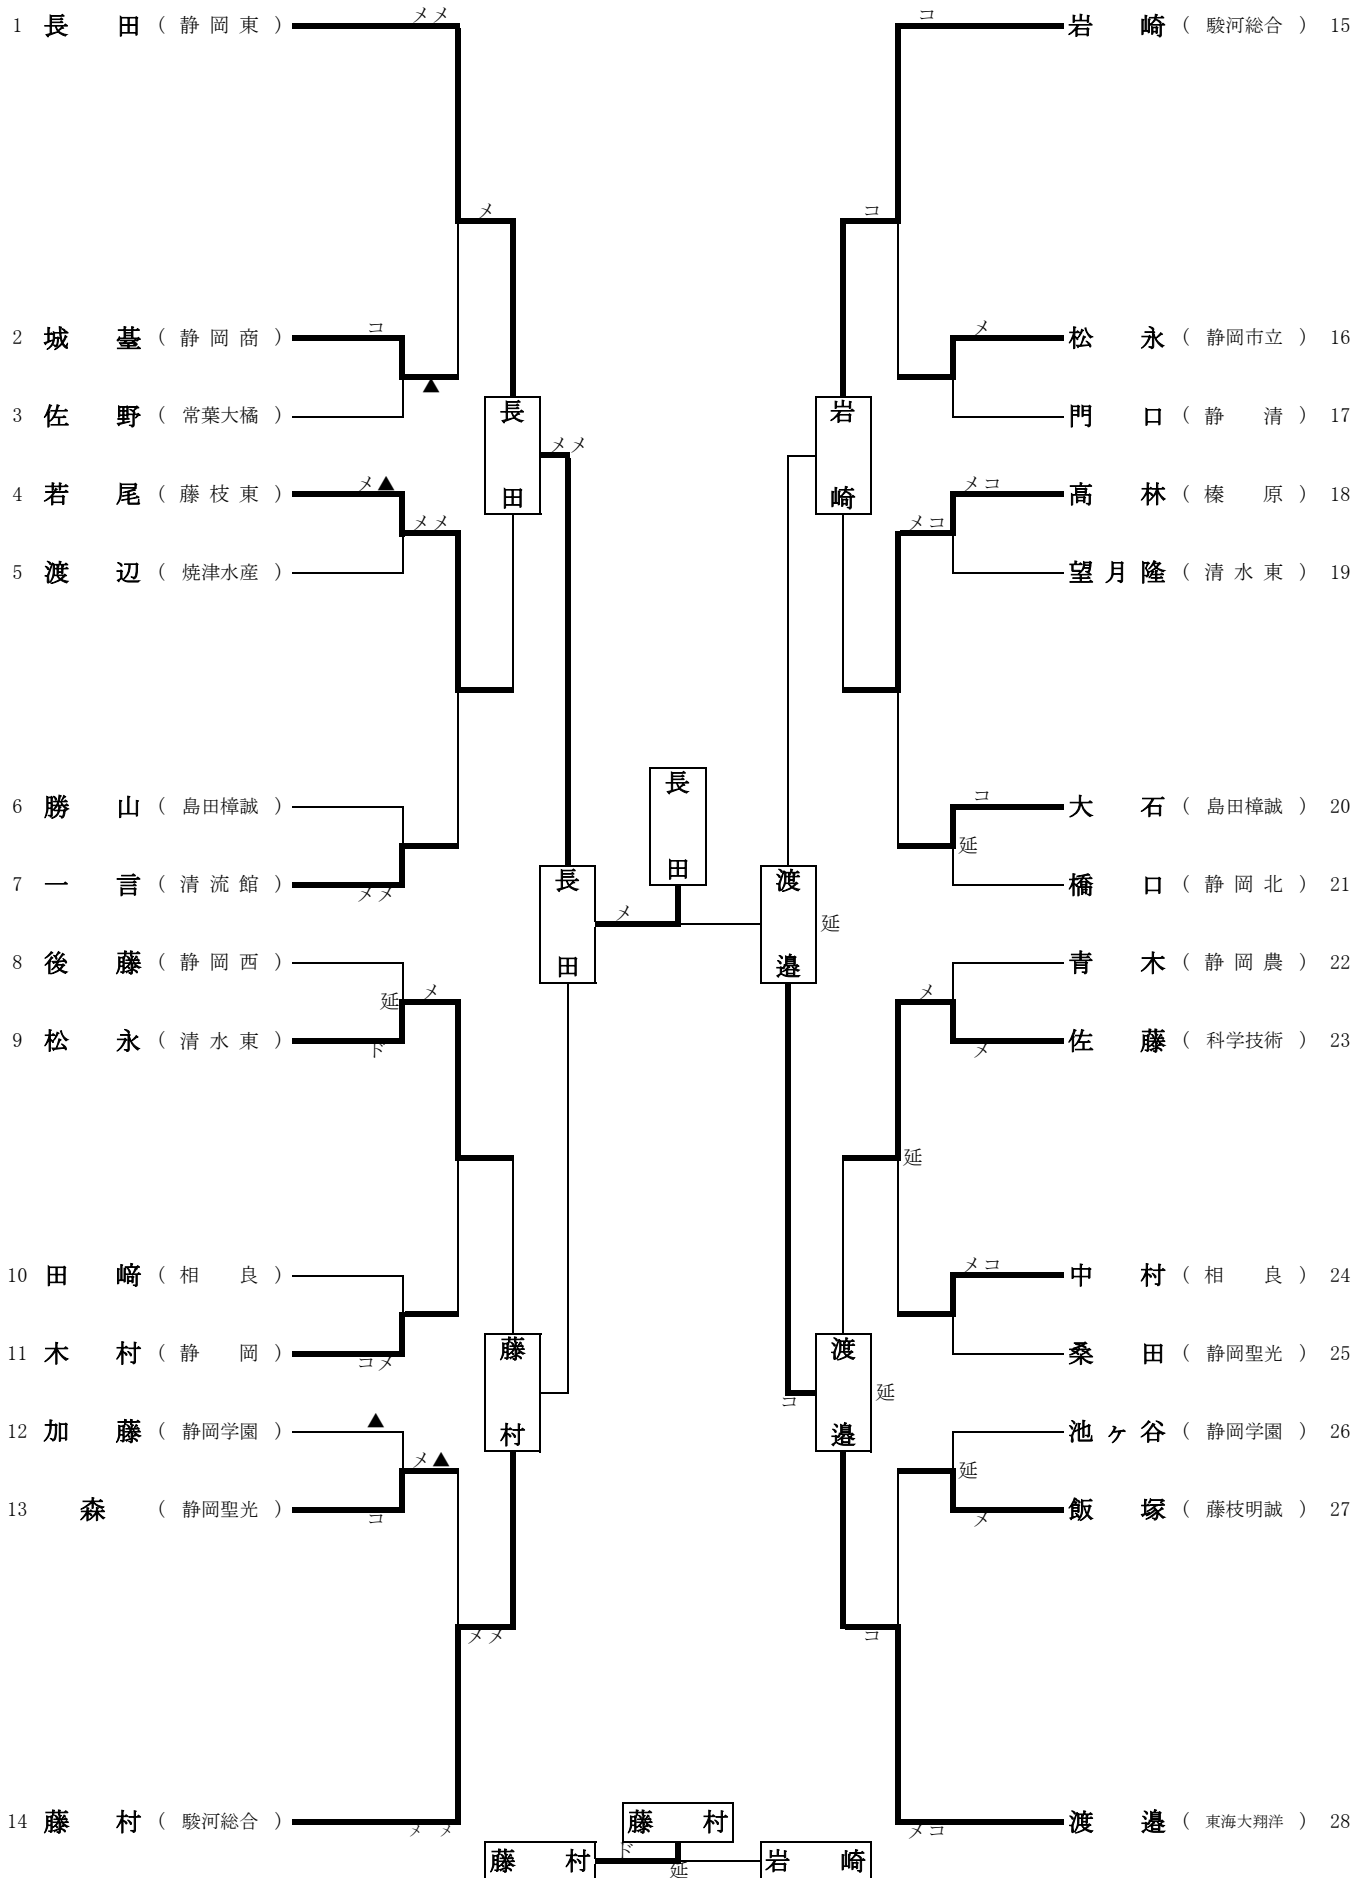 1 長 田 （ 静 岡 東 ）
メメ
メ
2 城 䑓 （ 静 岡 商 ）
コ
▲
3 佐 野 （ 常葉大橘 ）
4 若 尾 （ 藤 枝 東 ）
メ▲
メメ
5 渡 辺 （ 焼津水産 ）
長 田
メメ
6 勝 山 （ 島田樟誠 ）
7 一 言 （ 清 流 館 ）
メメ
8 後 藤 （ 静 岡 西 ）
延
メ
9 松 永 （ 清 水 東 ）
ド
10 田 﨑 （ 相 良 ）
11 木 村 （ 静 岡 ）
コメ
12 加 藤 （ 静岡学園 ）
▲
メ▲
13 森 （ 静岡聖光 ）
コ
藤 村
メメ
14 藤 村 （ 駿河総合 ）
メ メ
長 田
メ
長 田
渡 邉
延
コ
岩 崎 （ 駿河総合 ） 15
コ
コ
メ
松 永 （ 静岡市立 ） 16
門 口 （ 静 清 ） 17
岩 崎
メコ
高 林 （ 榛 原 ） 18
メコ
望 月 隆 （ 清 水 東 ） 19
コ
大 石 （ 島田樟誠 ） 20
延
橋 口 （ 静 岡 北 ） 21
青 木 （ 静 岡 農 ） 22
メ
佐 藤 （ 科学技術 ） 23
メ
延
メコ
中 村 （ 相 良 ） 24
桑 田 （ 静岡聖光 ） 25
渡 邉
延
池 ヶ 谷 （ 静岡学園 ） 26
延
飯 塚 （ 藤枝明誠 ） 27
メ
コ
渡 邉 （ 東海大翔洋 ） 28
メコ
藤 村
藤 村
ド
延
岩 崎